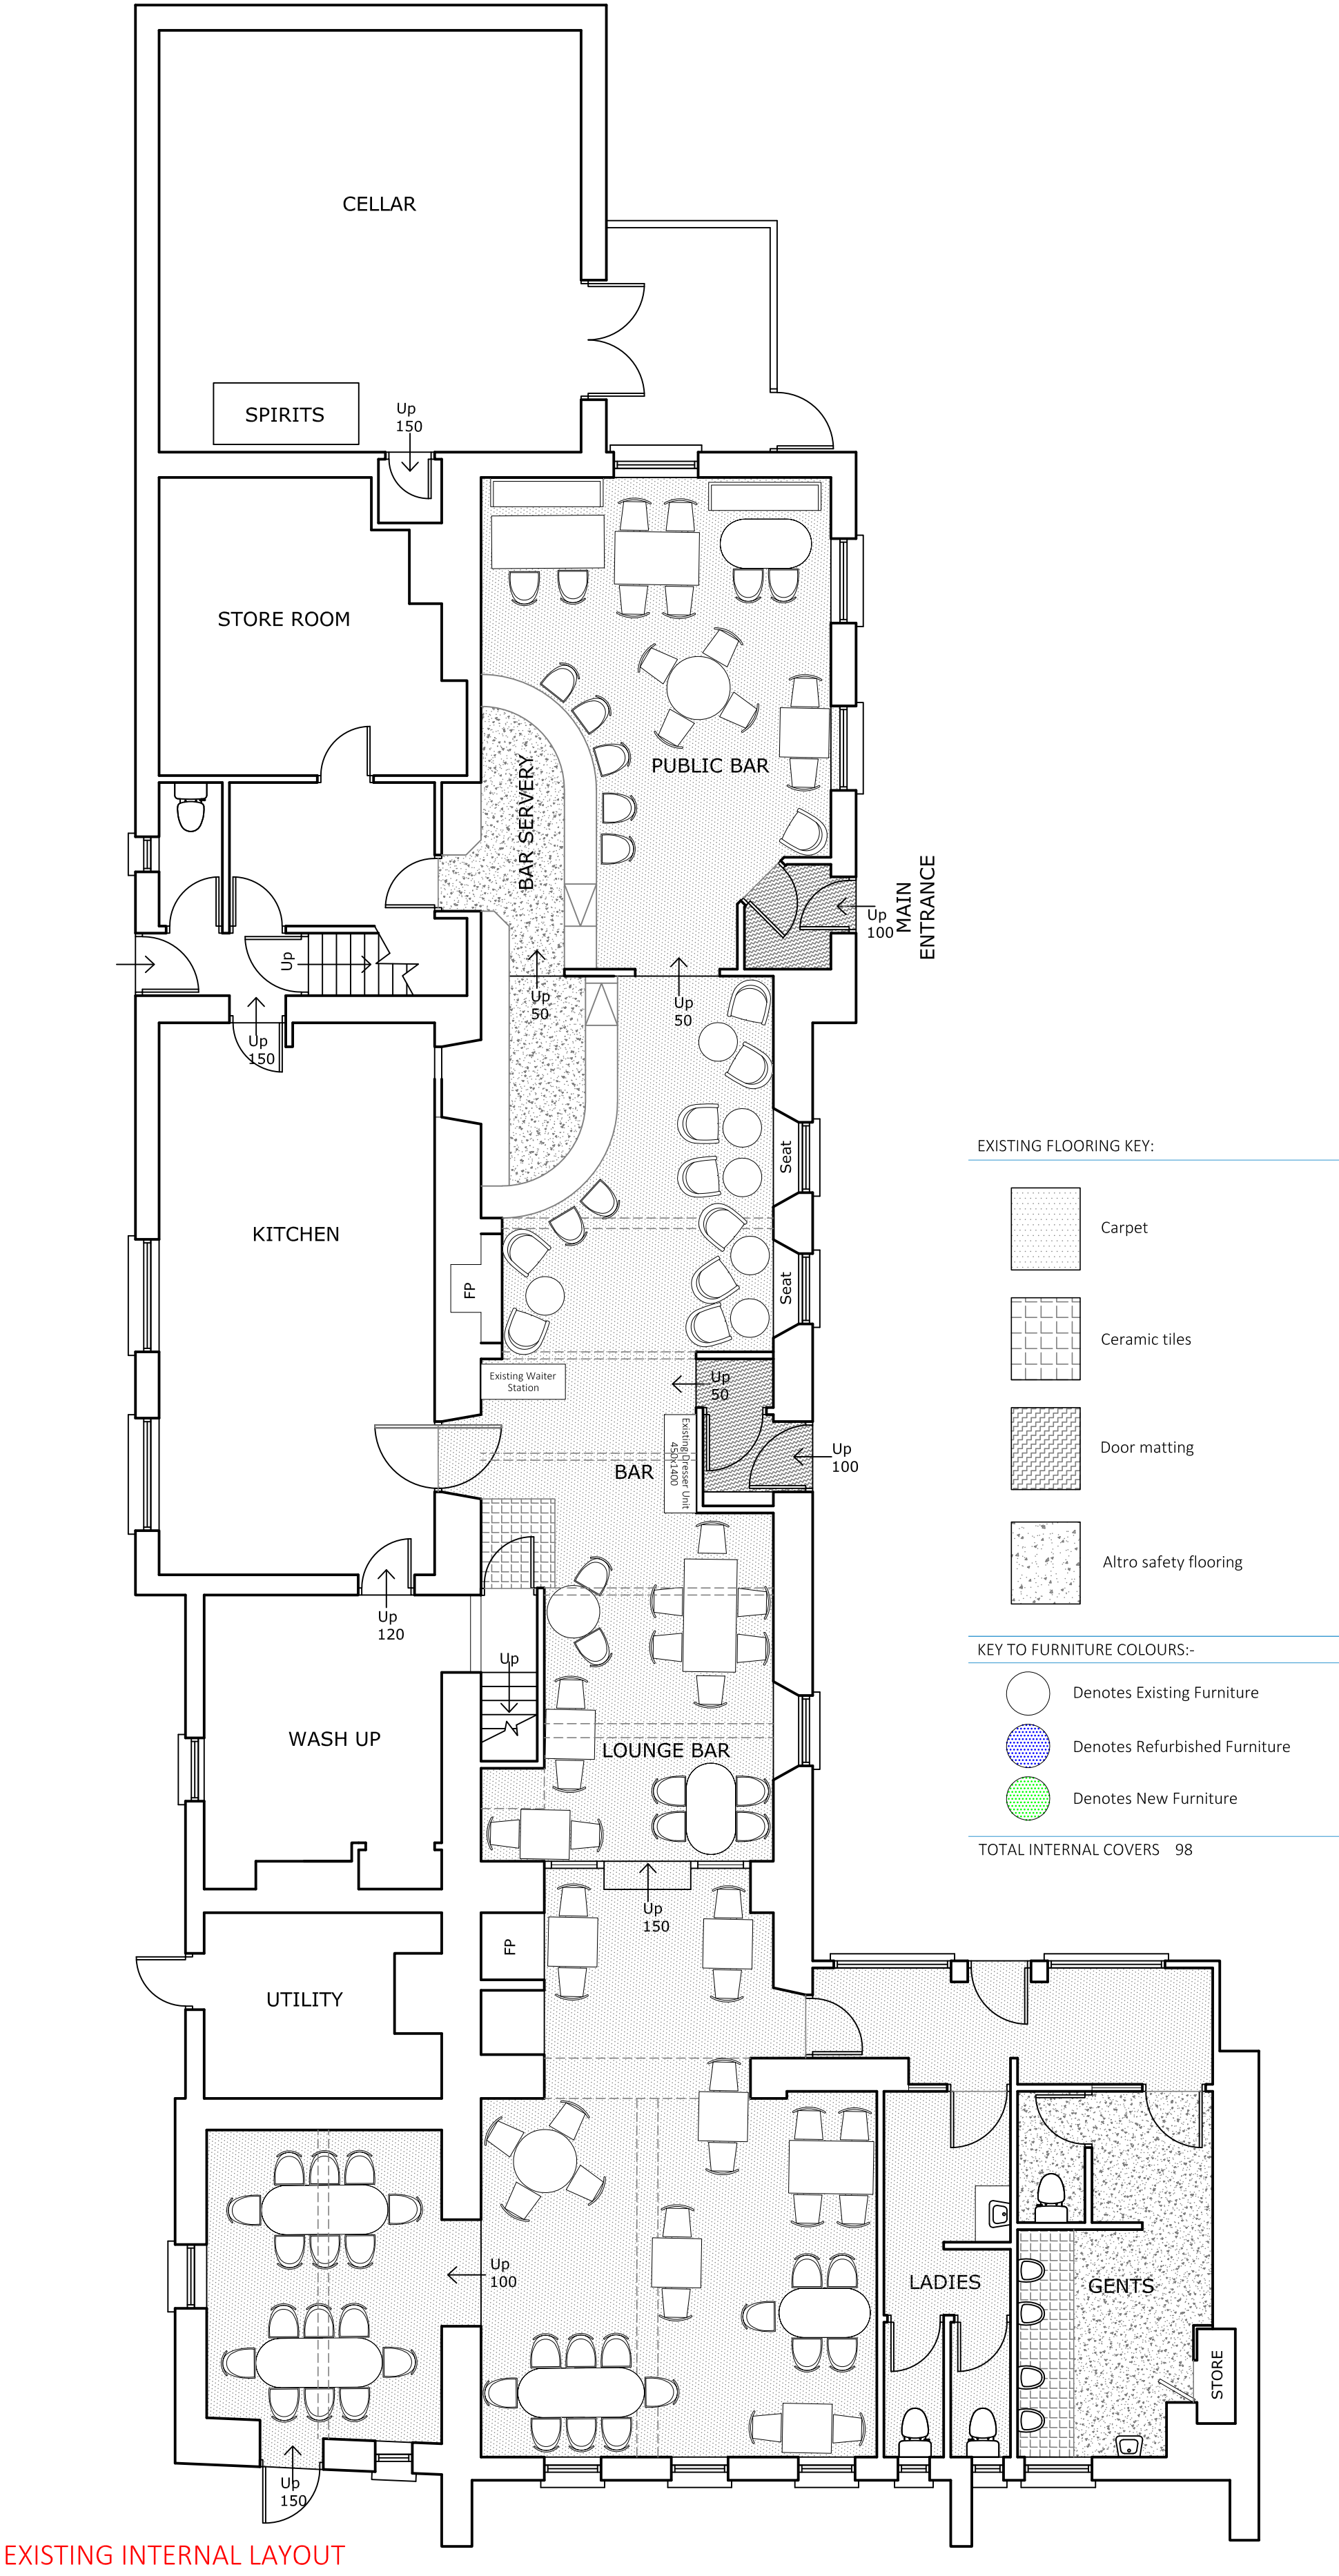 CELLAR
SPIRITS
Up
150
STORE ROOM
PUBLIC BAR
BAR SERVERY
MAIN
ENTRANCE
Up
100
Up
Up
50
Up
50
Up
150
Seat
KITCHEN
FP
Seat
Existing Waiter
Station
Up
50
Existing Dresser Unit
450x1400
BAR
Up
100
Up
120
Up
WASH UP
LOUNGE BAR
Up
150
FP
UTILITY
Up
100
LADIES
GENTS
STORE
Up
150
EXISTING FLOORING KEY:
Carpet
Ceramic tiles
Door matting
Altro safety flooring
KEY TO FURNITURE COLOURS:-
Denotes Existing Furniture
Denotes Refurbished Furniture
Denotes New Furniture
TOTAL INTERNAL COVERS 98
EXISTING INTERNAL LAYOUT